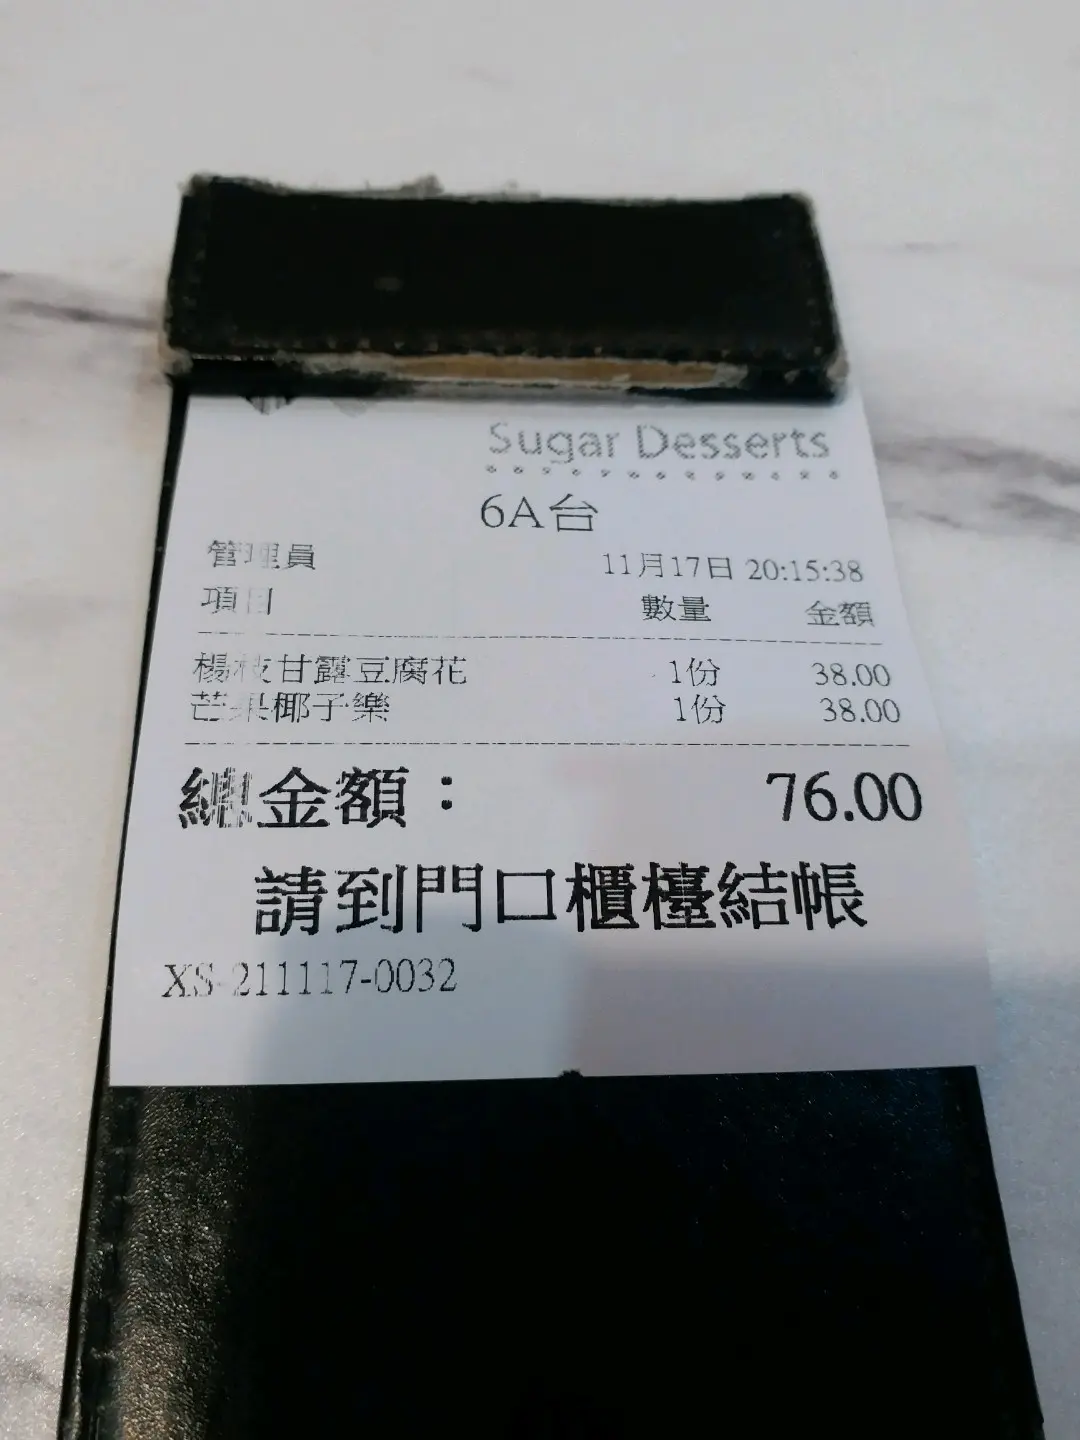 Sugar Desserts
6A台
管理員 11月17日 20:15:38
項目 數量 金額
楊枝甘露豆腐花 1份 38.00
芒果椰子樂 1份 38.00
總金額： 76.00
請到門口櫃檯結帳
XS-211117-0032